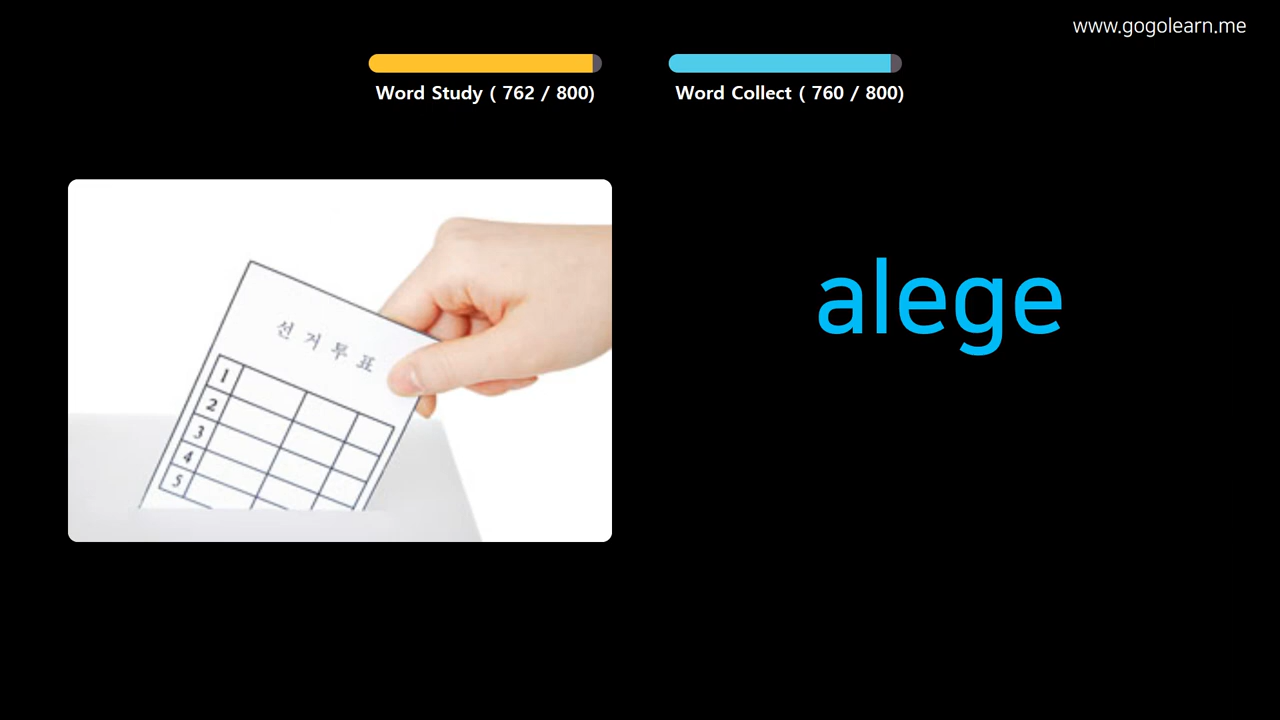 www.gogolearn.me
Word Study ( 762 / 800)
Word Collect ( 760 / 800)
선거투표
1
2
3
4
5
alege